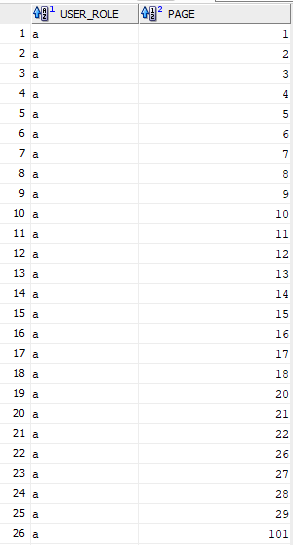 USER_ROLE PAGE
1 a 1
2 a 2
3 a 3
4 a 4
5 a 5
6 a 6
7 a 7
8 a 8
9 a 9
10 a 10
11 a 11
12 a 12
13 a 13
14 a 14
15 a 15
16 a 16
17 a 17
18 a 18
19 a 20
20 a 21
21 a 22
22 a 26
23 a 27
24 a 28
25 a 29
26 a 101